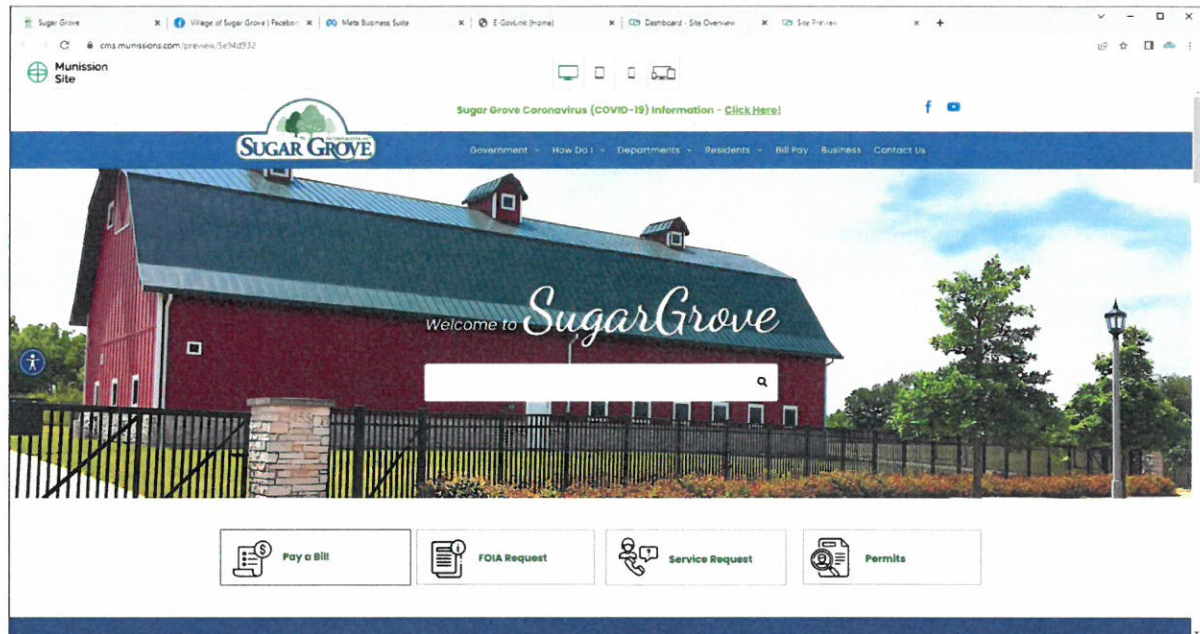 Sugar Grove
Village of Sugar Grove | Facebook
Meta Business Suite
E-GovLink (Home)
Dashboard - Site Overview
Site Preview
cms.munissions.com/preview/5e94d932
Munission
Site
Sugar Grove Coronavirus (COVID-19) Information - Click Here!
SUGAR GROVE
Government
How Do I
Departments
Residents
Bill Pay
Business
Contact Us
Welcome to SugarGrove
Pay a Bill
FOIA Request
Service Request
Permits